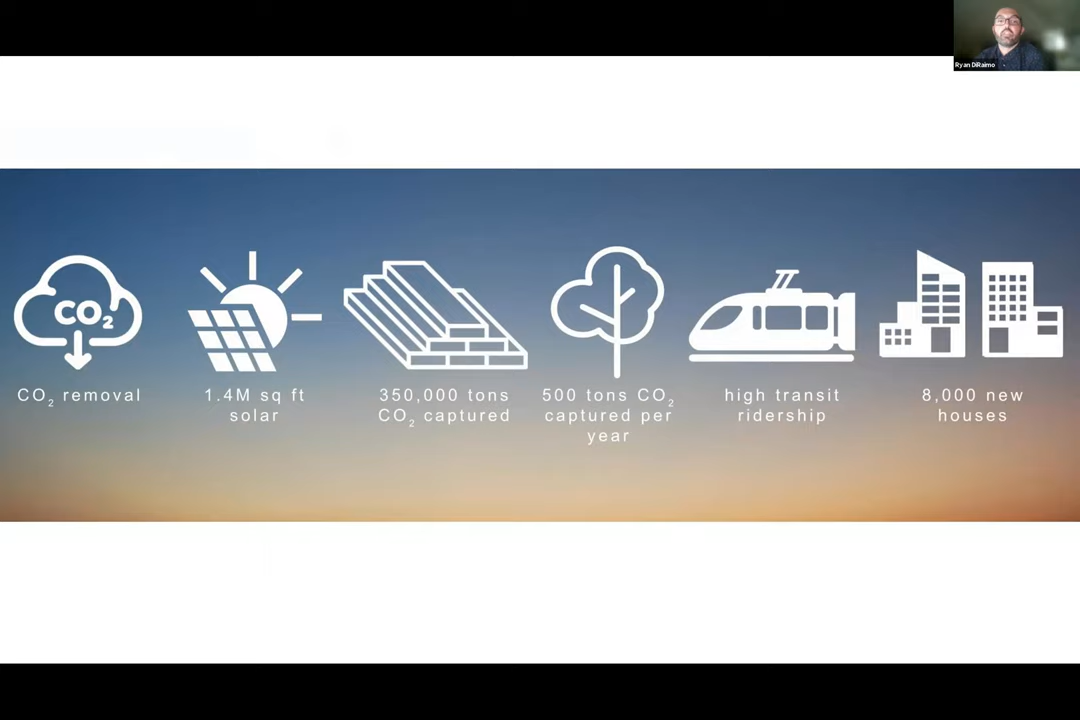 Ryan DiRaimo
CO2
CO2 removal
1.4M sq ft
solar
350,000 tons
CO2 captured
500 tons CO2
captured per
year
high transit
ridership
8,000 new
houses